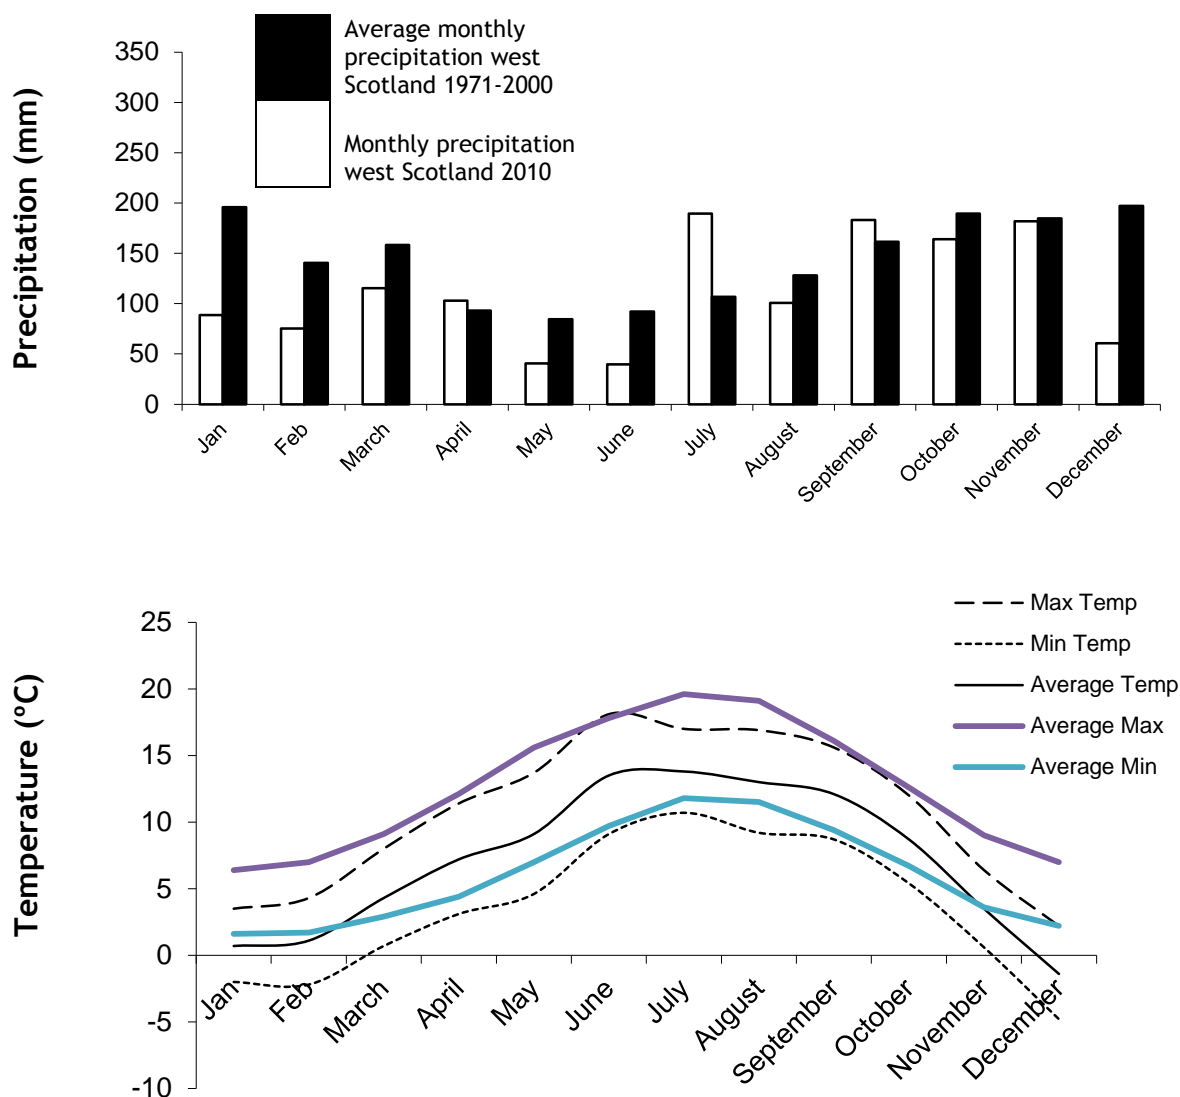 Average monthly
precipitation west
Scotland 1971-2000
Monthly precipitation
west Scotland 2010
Precipitation (mm)
350
300
250
200
150
100
50
0
Jan
Feb
March
April
May
June
July
August
September
October
November
December
Max Temp
Min Temp
Average Temp
Average Max
Average Min
Temperature (ºC)
25
20
15
10
5
0
-5
-10
Jan
Feb
March
April
May
June
July
August
September
October
November
December